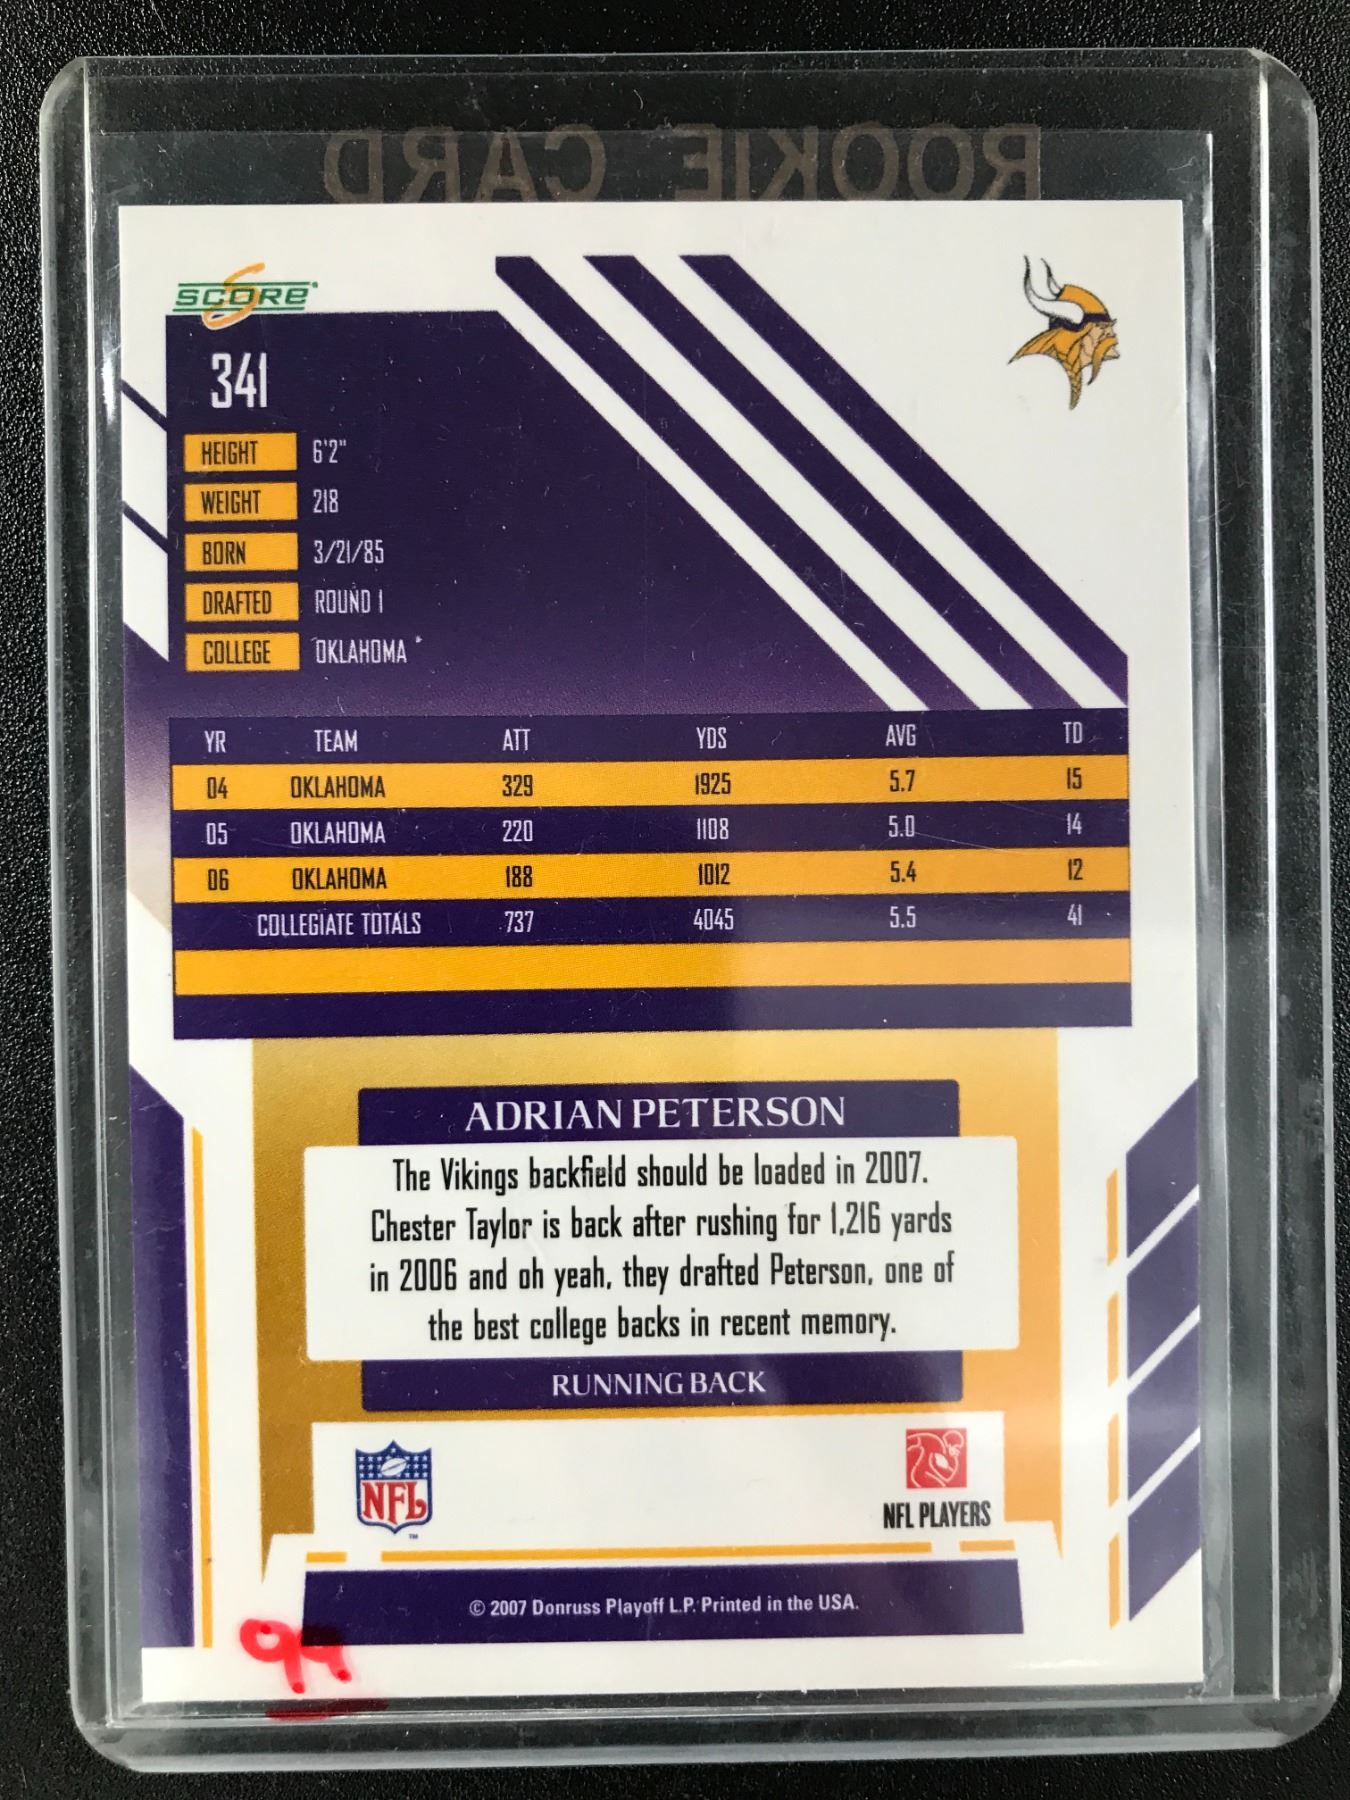 ROOKIE CARD
SCORE
341
HEIGHT 6'2"
WEIGHT 218
BORN 3/21/85
DRAFTED ROUND 1
COLLEGE OKLAHOMA
YR TEAM ATT YDS AVG TD
04 OKLAHOMA 329 1925 5.7 15
05 OKLAHOMA 220 1108 5.0 14
06 OKLAHOMA 188 1012 5.4 12
COLLEGIATE TOTALS 737 4045 5.5 41
ADRIAN PETERSON
The Vikings backfield should be loaded in 2007.
Chester Taylor is back after rushing for 1,216 yards
in 2006 and oh yeah, they drafted Peterson, one of
the best college backs in recent memory.
RUNNING BACK
NFL
TM
NFL PLAYERS
© 2007 Donruss Playoff L.P. Printed in the USA.